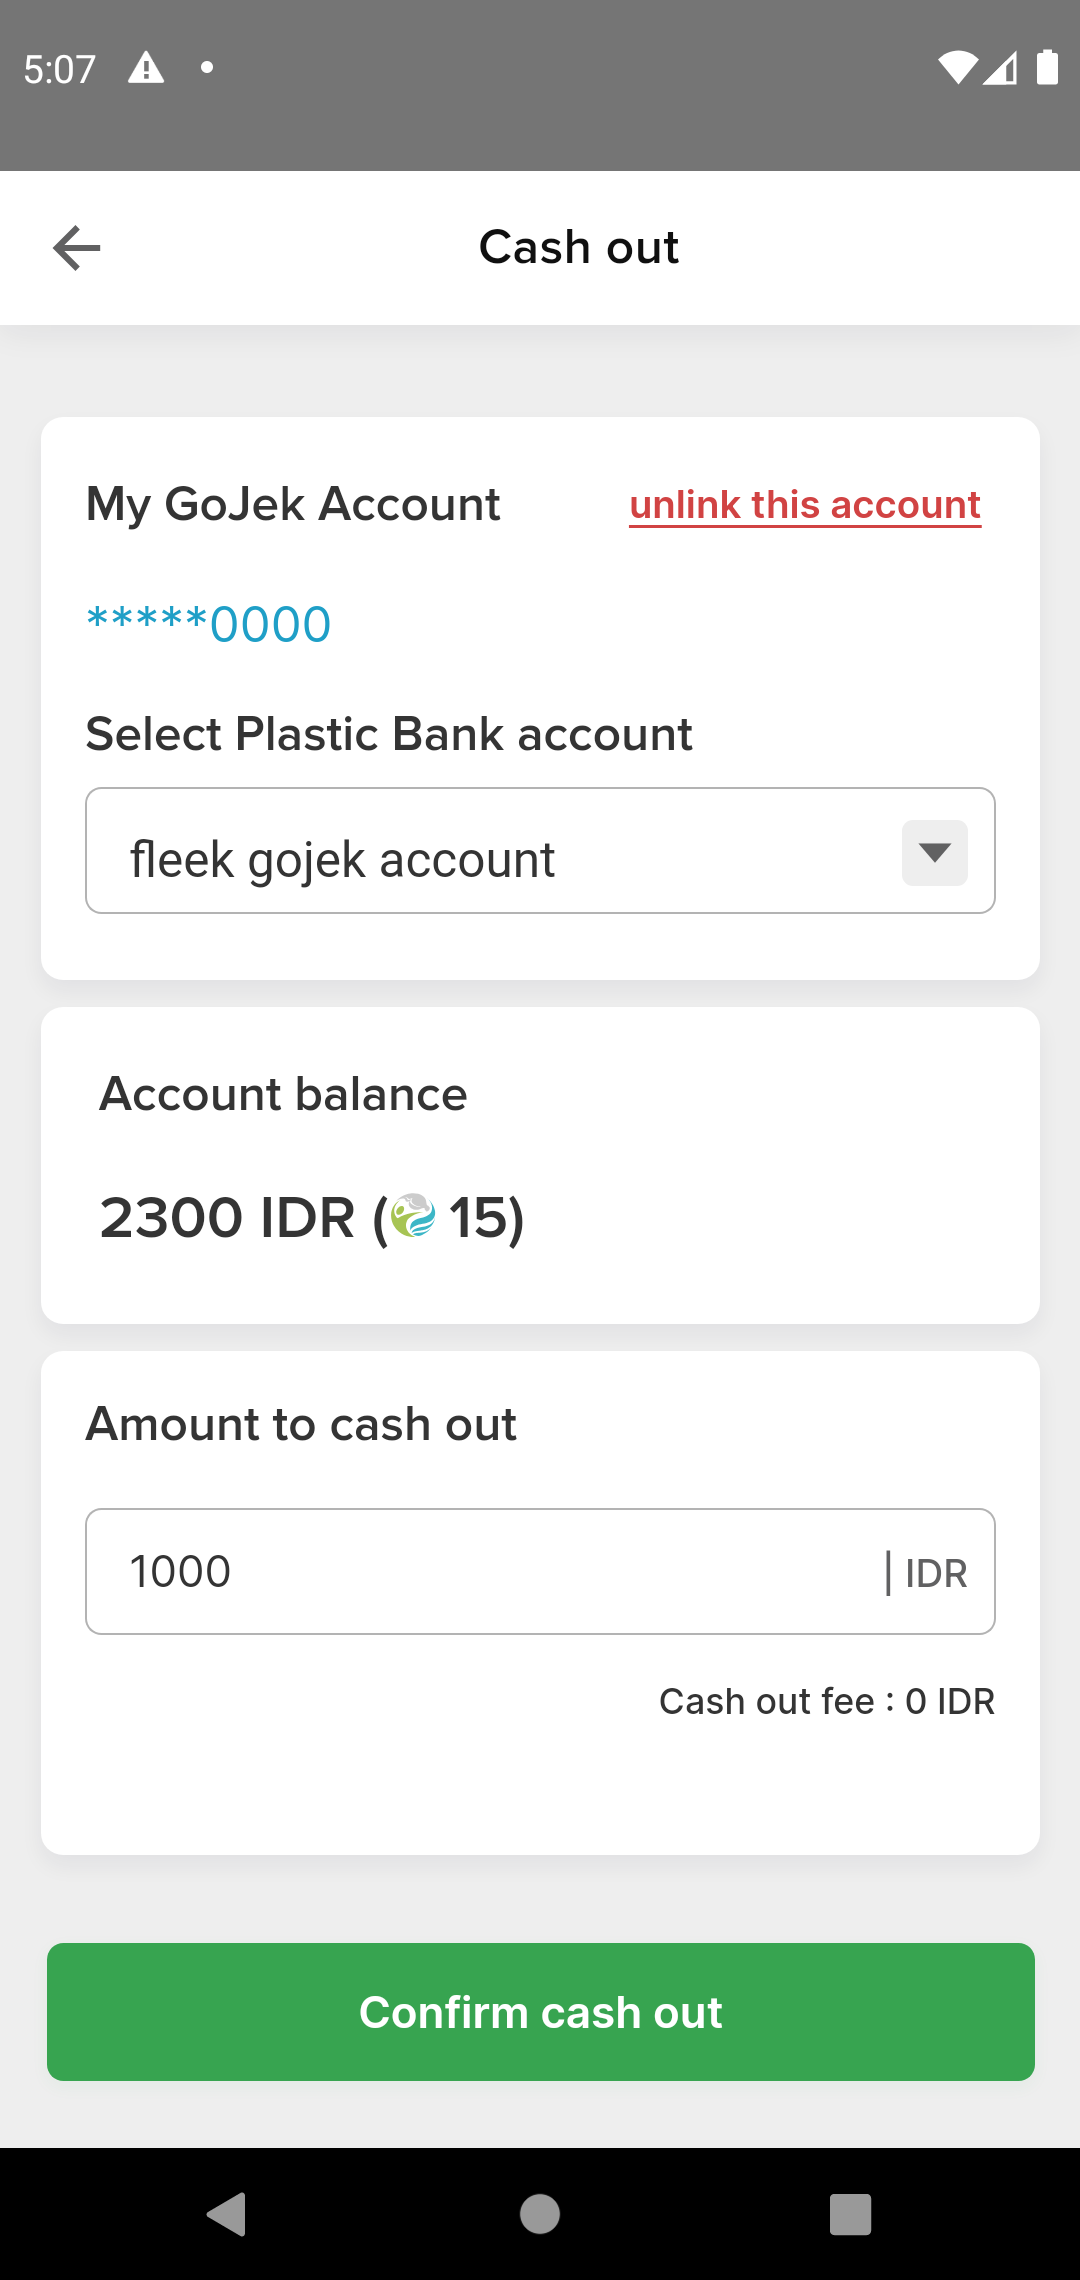 5:07
Cash out
My GoJek Account
unlink this account
*****0000
Select Plastic Bank account
fleek gojek account
Account balance
2300 IDR ( 15)
Amount to cash out
1000 | IDR
Cash out fee : 0 IDR
Confirm cash out